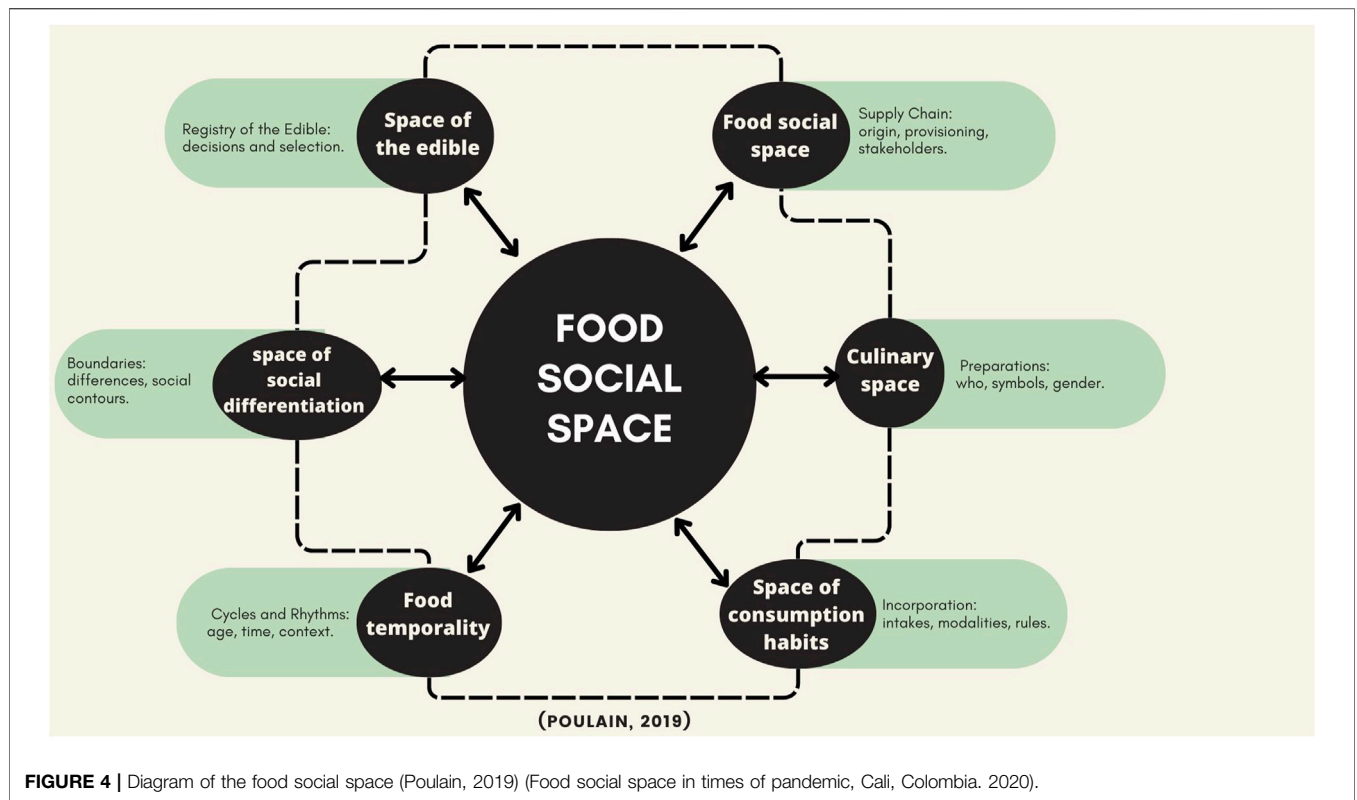 Space of
the edible
Registry of the Edible:
decisions and selection.
Food social
space
Supply Chain:
origin, provisioning,
stakeholders.
FOOD
SOCIAL
SPACE
space of
social
differentiation
Boundaries:
differences, social
contours.
Culinary
space
Preparations:
who, symbols, gender.
Food
temporality
Cycles and Rhythms:
age, time, context.
Space of
consumption
habits
Incorporation:
intakes, modalities, rules.
(POULAIN, 2019)
FIGURE 4 | Diagram of the food social space (Poulain, 2019) (Food social space in times of pandemic, Cali, Colombia. 2020).